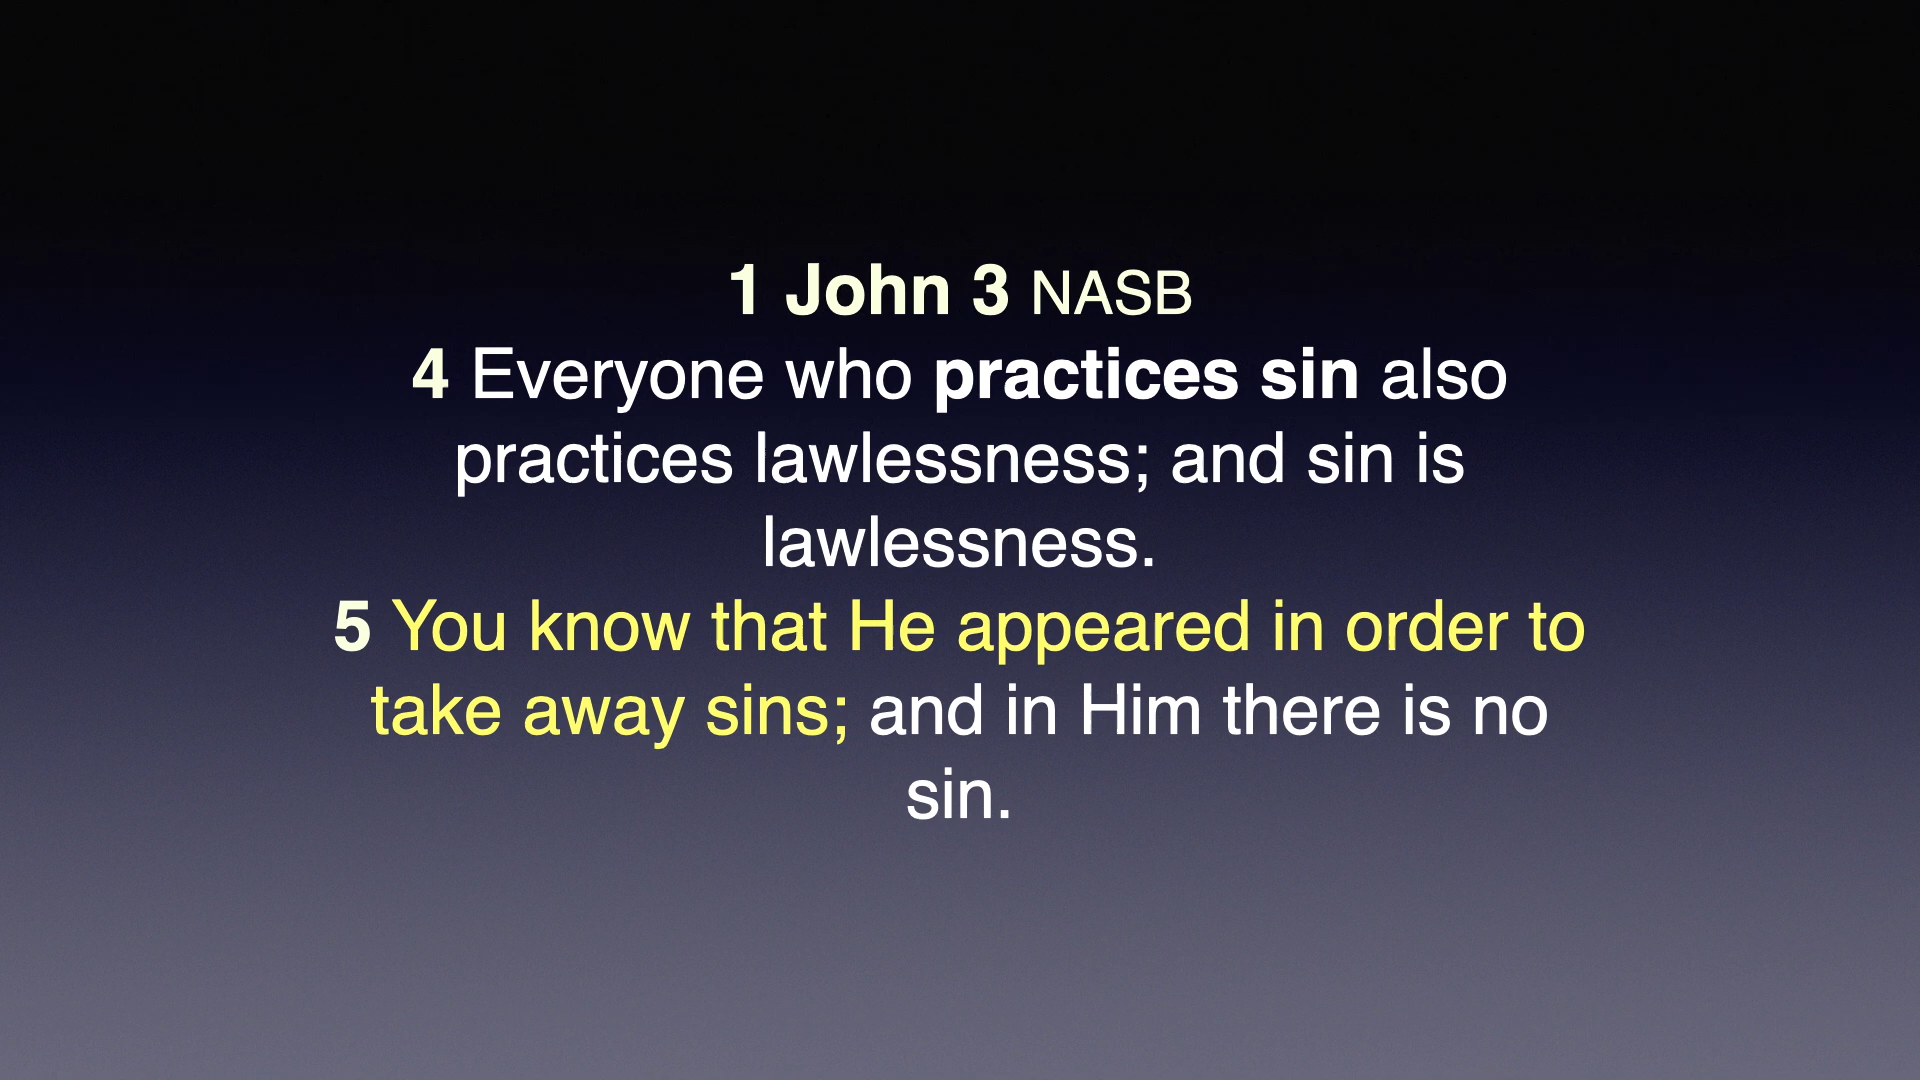 1 John 3 NASB
4 Everyone who practices sin also
practices lawlessness; and sin is
lawlessness.
5 You know that He appeared in order to
take away sins; and in Him there is no
sin.